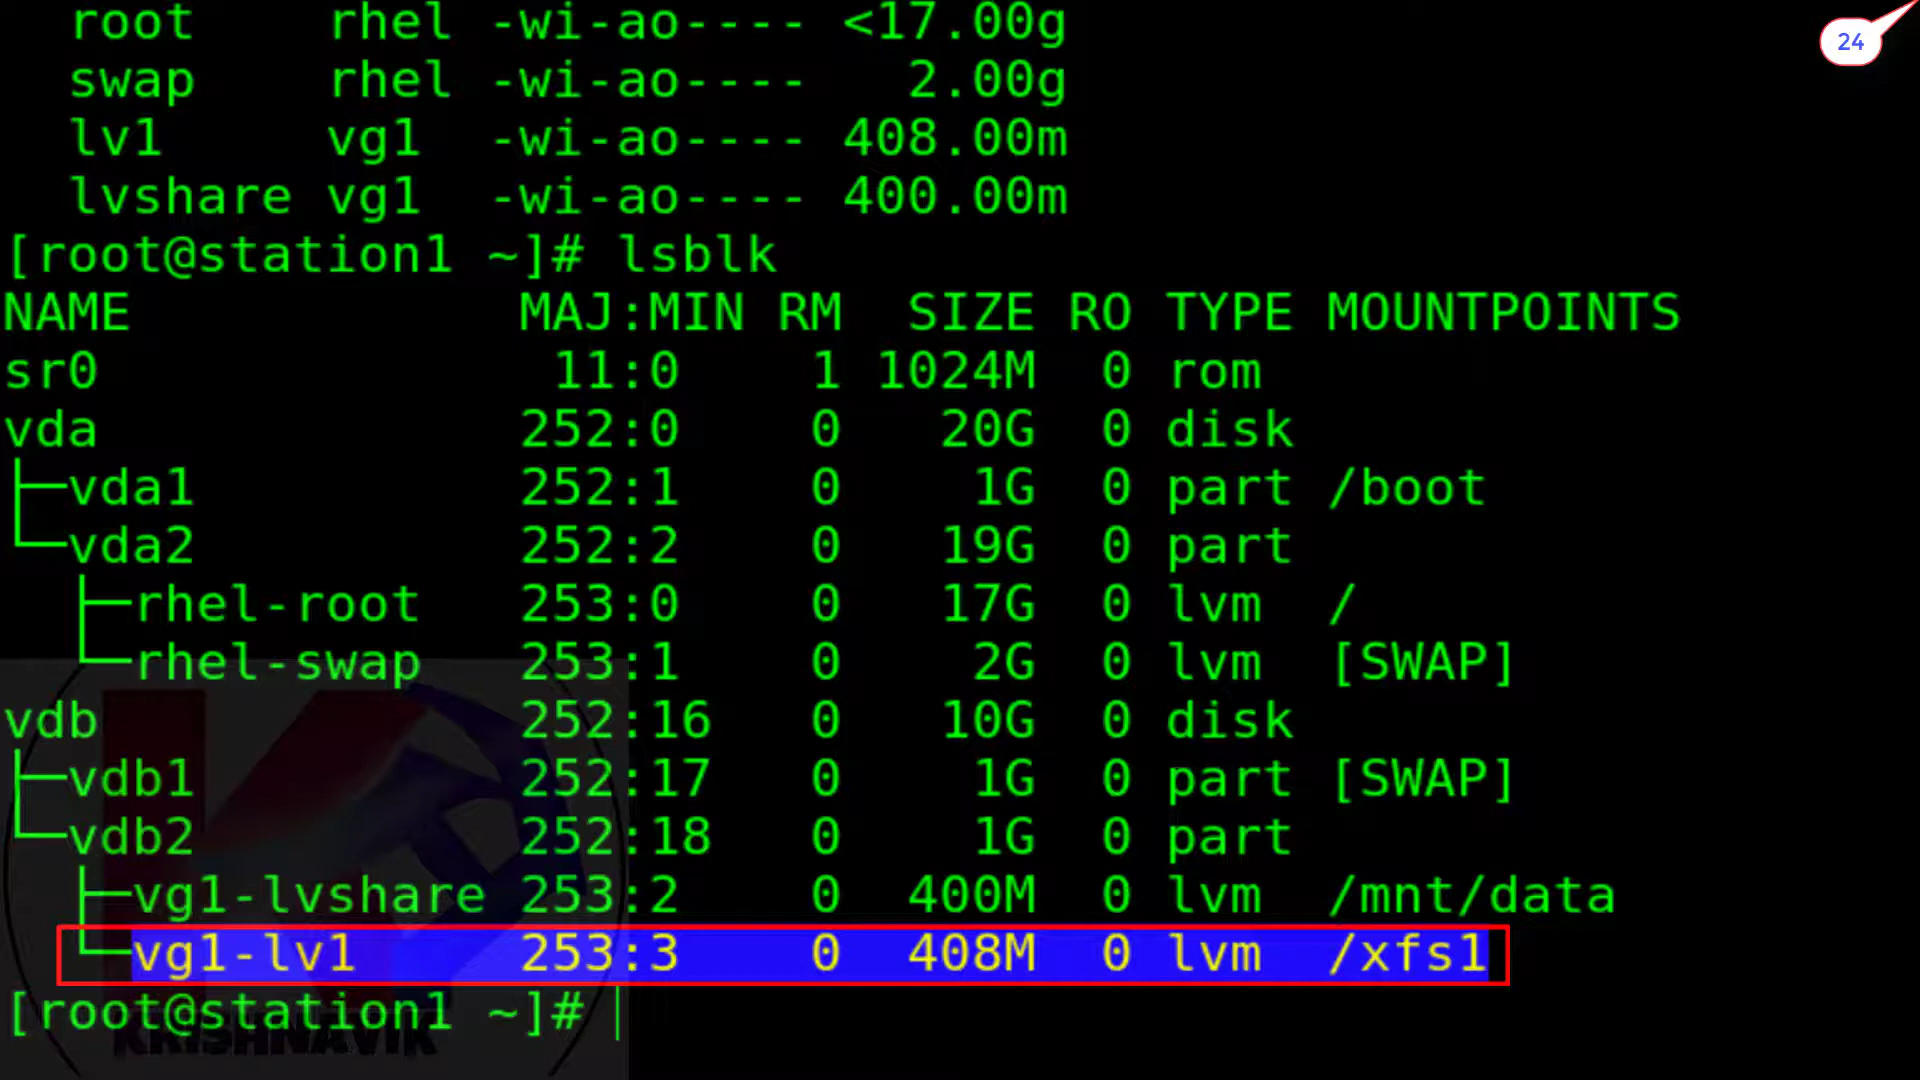 root rhel -wi-ao---- <17.00g
swap rhel -wi-ao---- 2.00g
lv1 vg1 -wi-ao---- 408.00m
lvshare vg1 -wi-ao---- 400.00m
[root@station1 ~]# lsblk
NAME MAJ:MIN RM SIZE RO TYPE MOUNTPOINTS
sr0 11:0 1 1024M 0 rom
vda 252:0 0 20G 0 disk
├─vda1 252:1 0 1G 0 part /boot
└─vda2 252:2 0 19G 0 part
├─rhel-root 253:0 0 17G 0 lvm /
└─rhel-swap 253:1 0 2G 0 lvm [SWAP]
vdb 252:16 0 10G 0 disk
├─vdb1 252:17 0 1G 0 part [SWAP]
└─vdb2 252:18 0 1G 0 part
├─vg1-lvshare 253:2 0 400M 0 lvm /mnt/data
└─vg1-lv1 253:3 0 408M 0 lvm /xfs1
[root@station1 ~]#
KRISHNAVIK
24